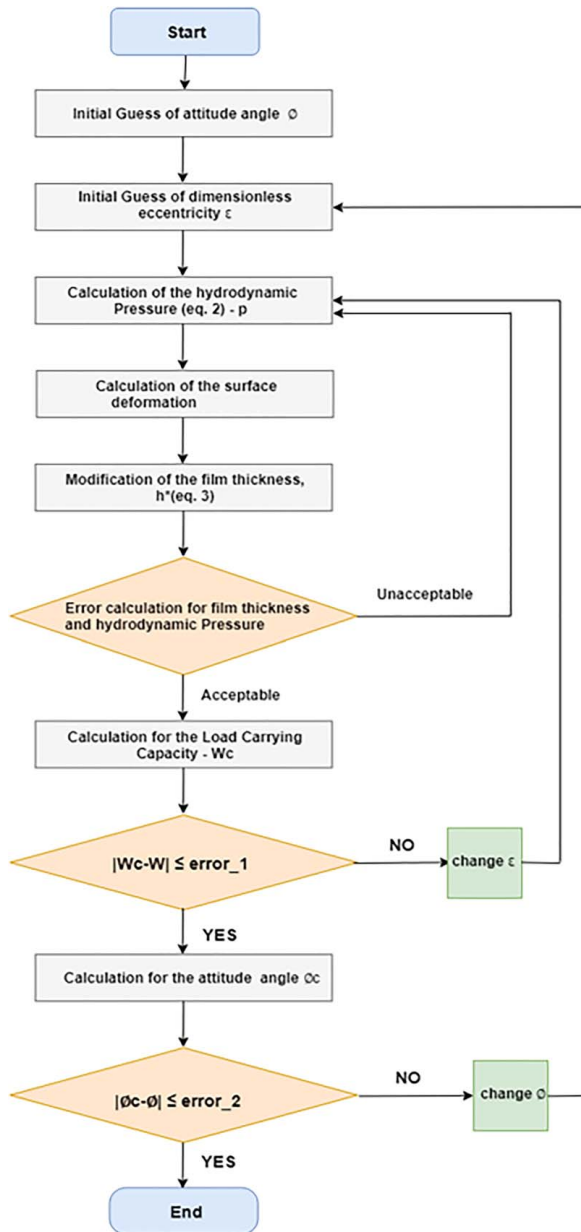 Start
Initial Guess of attitude angle ∅
Initial Guess of dimensionless
eccentricity ε
Calculation of the hydrodynamic
Pressure (eq. 2) - p
Calculation of the surface
deformation
Modification of the film thickness,
h*(eq. 3)
Error calculation for film thickness
and hydrodynamic Pressure
Unacceptable
Acceptable
Calculation for the Load Carrying
Capacity - Wc
|Wc-W| ≤ error_1
NO
change ε
YES
Calculation for the attitude angle ∅c
|∅c-∅| ≤ error_2
NO
change ∅
YES
End